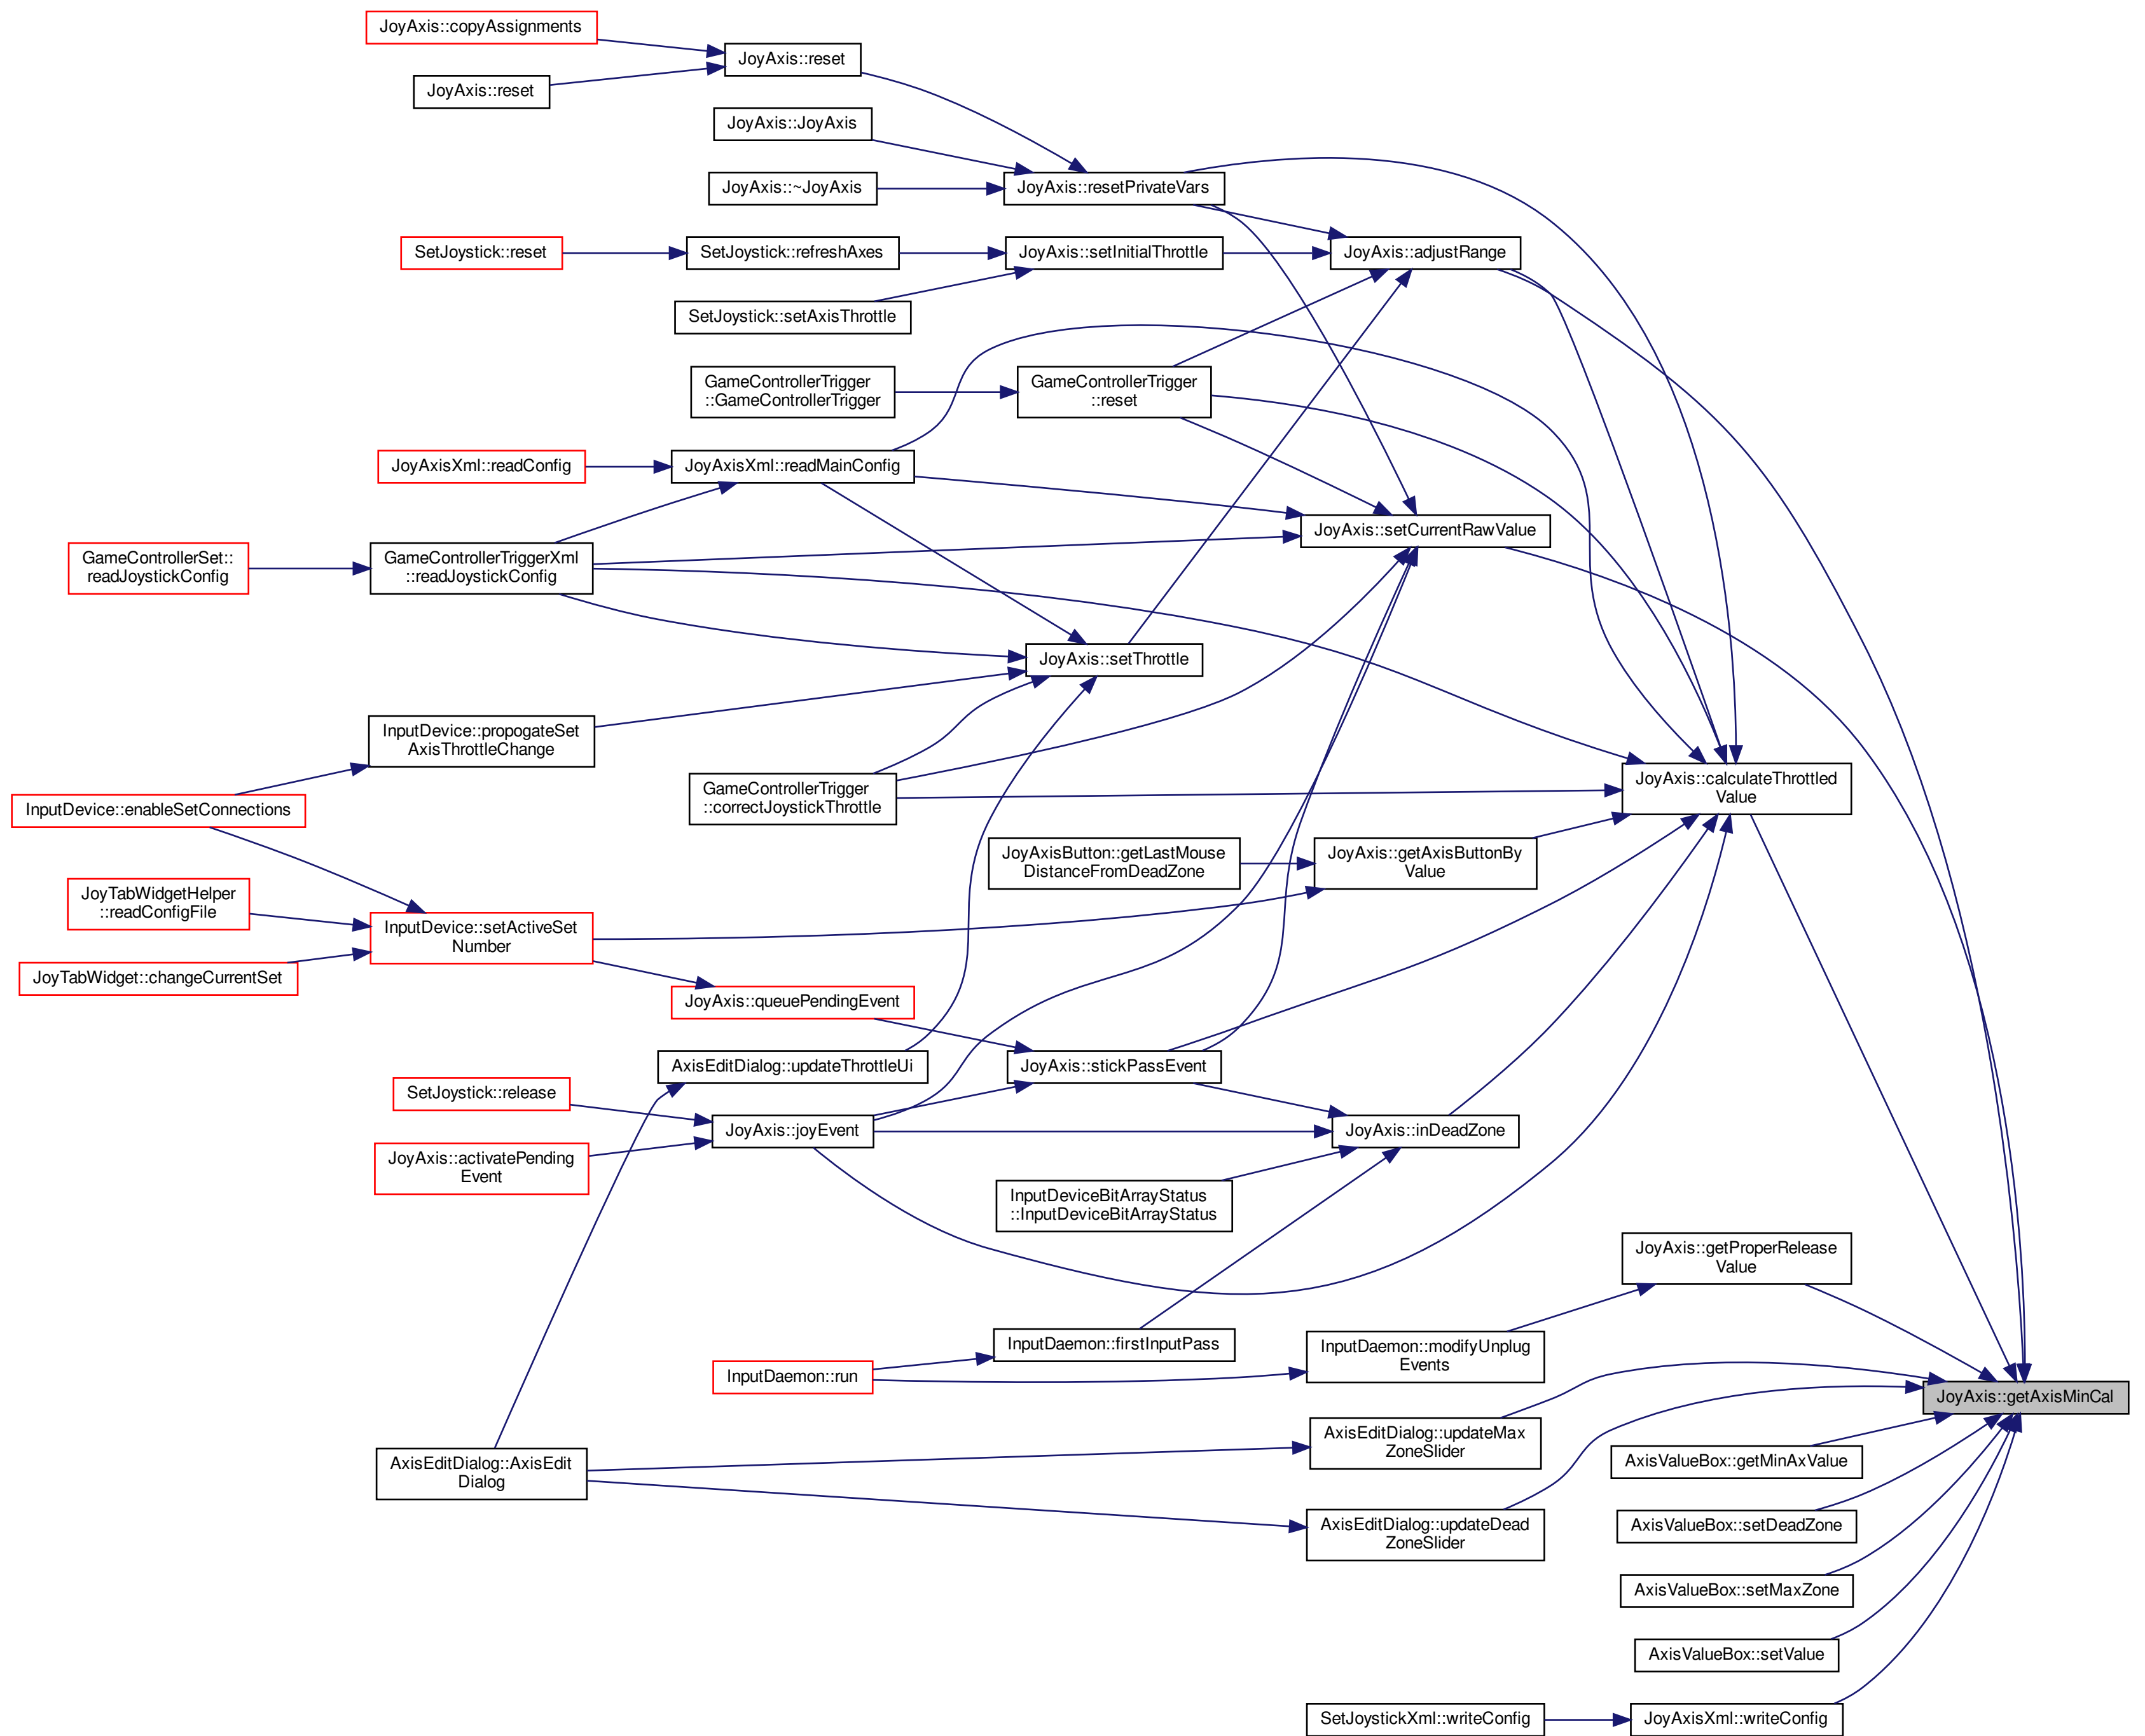 JoyAxis::copyAssignments
JoyAxis::reset
JoyAxis::reset
JoyAxis::JoyAxis
JoyAxis::~JoyAxis
JoyAxis::resetPrivateVars
SetJoystick::reset
SetJoystick::refreshAxes
JoyAxis::setInitialThrottle
JoyAxis::adjustRange
SetJoystick::setAxisThrottle
GameControllerTrigger
::GameControllerTrigger
GameControllerTrigger
::reset
JoyAxisXml::readConfig
JoyAxisXml::readMainConfig
JoyAxis::setCurrentRawValue
GameControllerSet::
readJoystickConfig
GameControllerTriggerXml
::readJoystickConfig
JoyAxis::setThrottle
InputDevice::propogateSet
AxisThrottleChange
InputDevice::enableSetConnections
GameControllerTrigger
::correctJoystickThrottle
JoyAxis::calculateThrottled
Value
JoyAxisButton::getLastMouse
DistanceFromDeadZone
JoyAxis::getAxisButtonBy
Value
JoyTabWidgetHelper
::readConfigFile
InputDevice::setActiveSet
Number
JoyTabWidget::changeCurrentSet
JoyAxis::queuePendingEvent
AxisEditDialog::updateThrottleUi
JoyAxis::stickPassEvent
SetJoystick::release
JoyAxis::joyEvent
JoyAxis::inDeadZone
JoyAxis::activatePending
Event
InputDeviceBitArrayStatus
::InputDeviceBitArrayStatus
JoyAxis::getProperRelease
Value
InputDaemon::firstInputPass
InputDaemon::modifyUnplug
Events
InputDaemon::run
JoyAxis::getAxisMinCal
AxisEditDialog::updateMax
ZoneSlider
AxisEditDialog::AxisEdit
Dialog
AxisValueBox::getMinAxValue
AxisEditDialog::updateDead
ZoneSlider
AxisValueBox::setDeadZone
AxisValueBox::setMaxZone
AxisValueBox::setValue
SetJoystickXml::writeConfig
JoyAxisXml::writeConfig